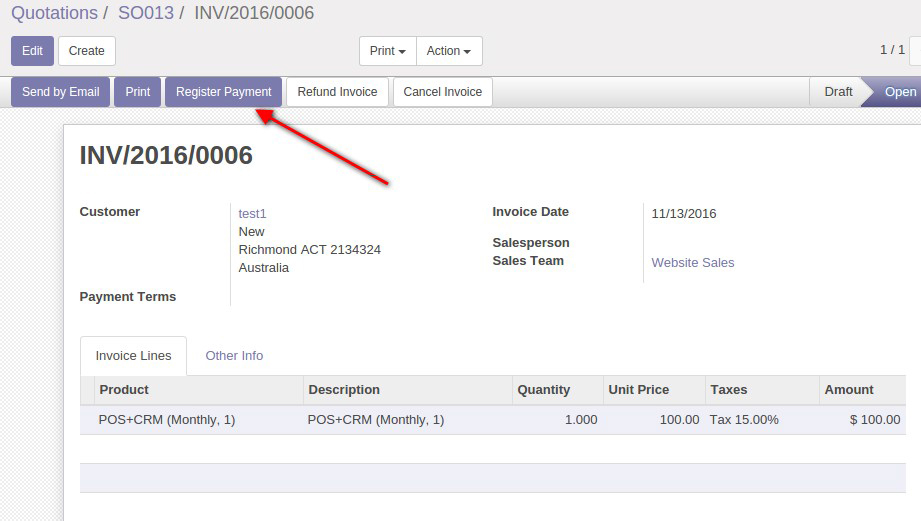 Quotations / SO013 / INV/2016/0006
Edit Create Print Action 1 / 1
Send by Email Print Register Payment Refund Invoice Cancel Invoice Draft Open
INV/2016/0006
Customer test1 Invoice Date 11/13/2016
New
Salesperson
Richmond ACT 2134324
Sales Team Website Sales
Australia
Payment Terms
Invoice Lines Other Info
Product Description Quantity Unit Price Taxes Amount
POS+CRM (Monthly, 1) POS+CRM (Monthly, 1) 1.000 100.00 Tax 15.00% $ 100.00